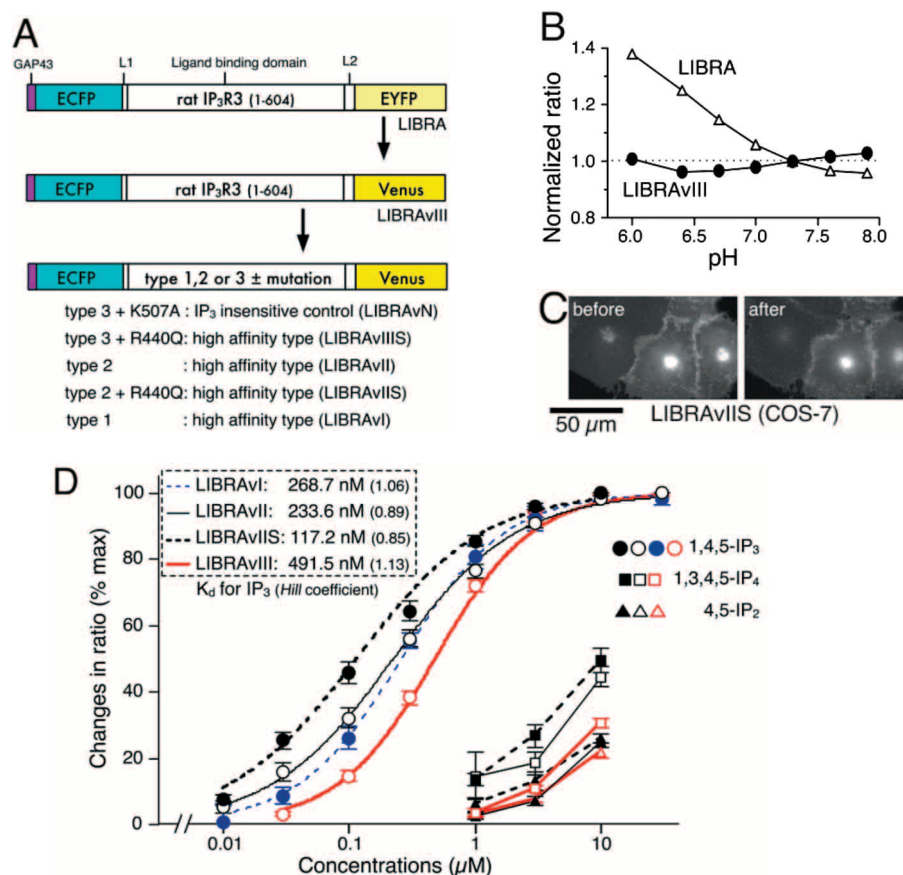 A
GAP43 L1 Ligand binding domain L2
ECFP rat IP₃R3 (1-604) EYFP
LIBRA
ECFP rat IP₃R3 (1-604) Venus
LIBRAvIII
ECFP type 1,2 or 3 ± mutation Venus
type 3 + K507A : IP₃ insensitive control (LIBRAvN)
type 3 + R440Q: high affinity type (LIBRAvIIIS)
type 2 : high affinity type (LIBRAvII)
type 2 + R440Q: high affinity type (LIBRAvIIS)
type 1 : high affinity type (LIBRAvI)
B
Normalized ratio
1.4
1.2
1.0
0.8
LIBRA
LIBRAvIII
6.0 6.5 7.0 7.5 8.0
pH
C
before after
50 µm
LIBRAvIIS (COS-7)
D
Changes in ratio (% max)
100
80
60
40
20
0
LIBRAvI: 268.7 nM (1.06)
LIBRAvII: 233.6 nM (0.89)
LIBRAvIIS: 117.2 nM (0.85)
LIBRAvIII: 491.5 nM (1.13)
K_d for IP₃ (Hill coefficient)
1,4,5-IP₃
1,3,4,5-IP₄
4,5-IP₂
0.01 0.1 1 10
Concentrations (µM)